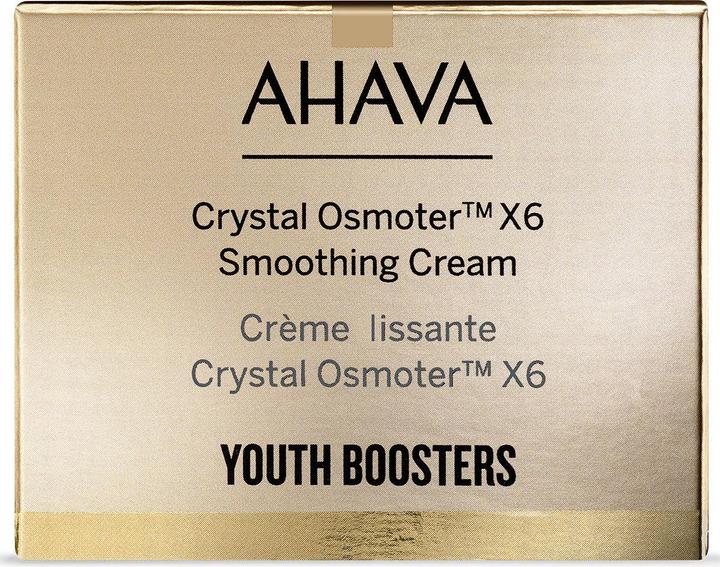 AHAVA
Crystal Osmoter™ X6
Smoothing Cream
Crème lissante
Crystal Osmoter™ X6
YOUTH BOOSTERS